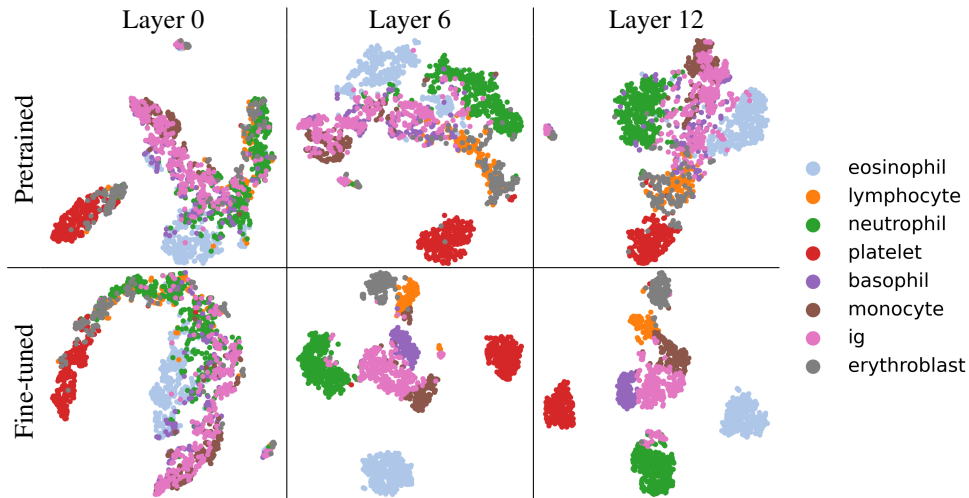 Layer 0
Layer 6
Layer 12
Pretrained
Fine-tuned
eosinophil
lymphocyte
neutrophil
platelet
basophil
monocyte
ig
erythroblast